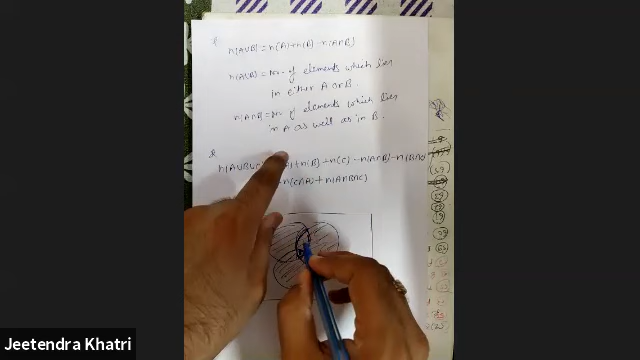 n(A∪B) = n(A) + n(B) - n(A∩B)
n(A∪B) = No. of elements which lies
in either A or B.
n(A∩B) = No. of elements which lies
in A as well as in B.
n(A∪B∪C) + n(B) + n(C) - n(A∩B) - n(B∩C)
n(C∩A) + n(A∩B∩C)
Jeetendra Khatri